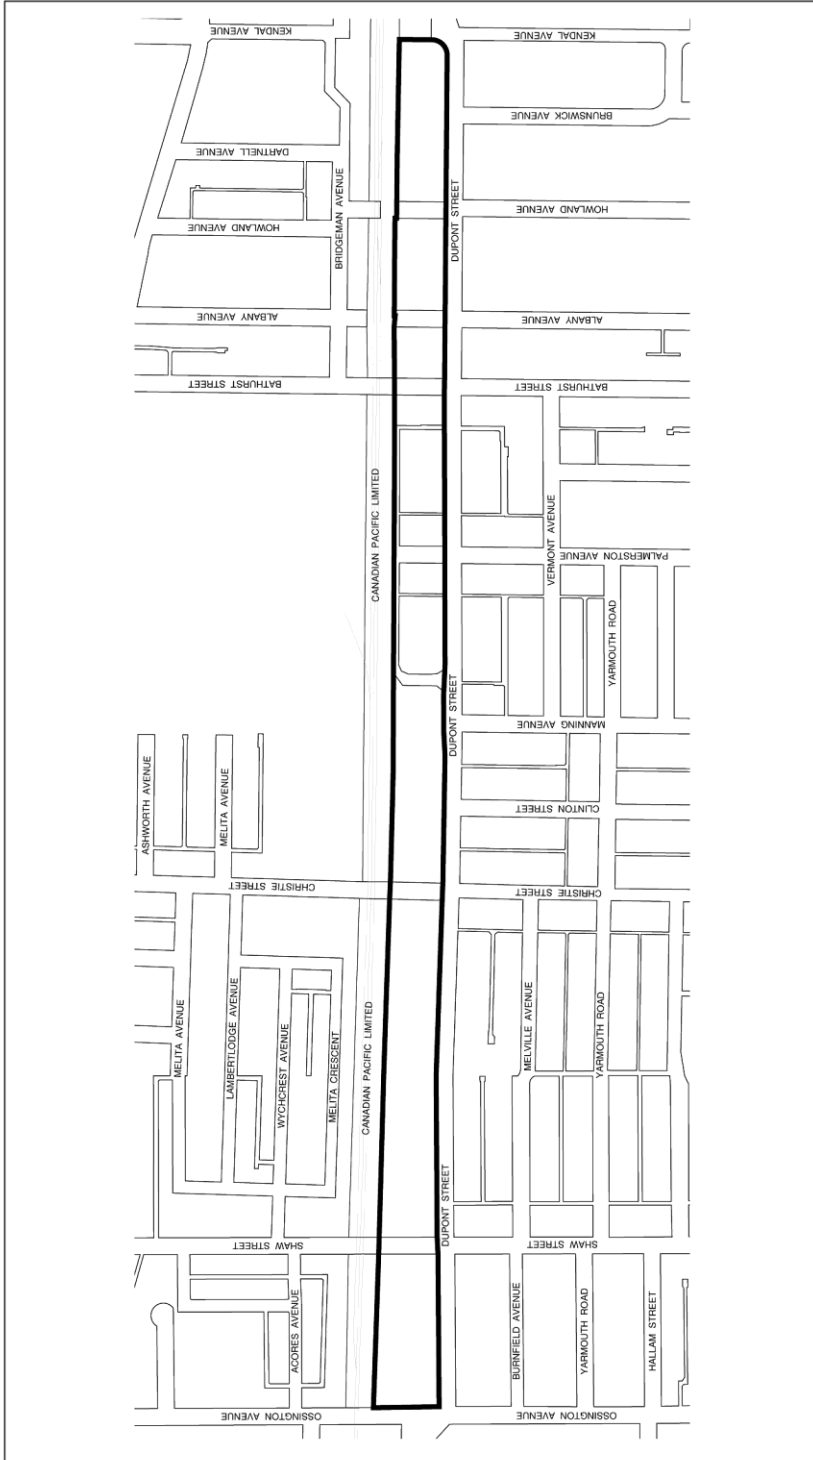 KENDAL AVENUE
KENDAL AVENUE
BRUNSWICK AVENUE
DARTNELL AVENUE
BRIDGEMAN AVENUE
DUPONT STREET
HOWLAND AVENUE
HOWLAND AVENUE
ALBANY AVENUE
ALBANY AVENUE
BATHURST STREET
BATHURST STREET
CANADIAN PACIFIC LIMITED
VERMONT AVENUE
PALMERSTON AVENUE
YARMOUTH ROAD
DUPONT STREET
MANNING AVENUE
ASHWORTH AVENUE
MELITA AVENUE
CLINTON STREET
CHRISTIE STREET
CHRISTIE STREET
MELITA AVENUE
LAMBERTLODGE AVENUE
WYCHCREST AVENUE
MELITA CRESCENT
CANADIAN PACIFIC LIMITED
MELVILLE AVENUE
YARMOUTH ROAD
DUPONT STREET
SHAW STREET
SHAW STREET
ACORES AVENUE
BURNFIELD AVENUE
YARMOUTH ROAD
HALLAM STREET
OSSINGTON AVENUE
OSSINGTON AVENUE